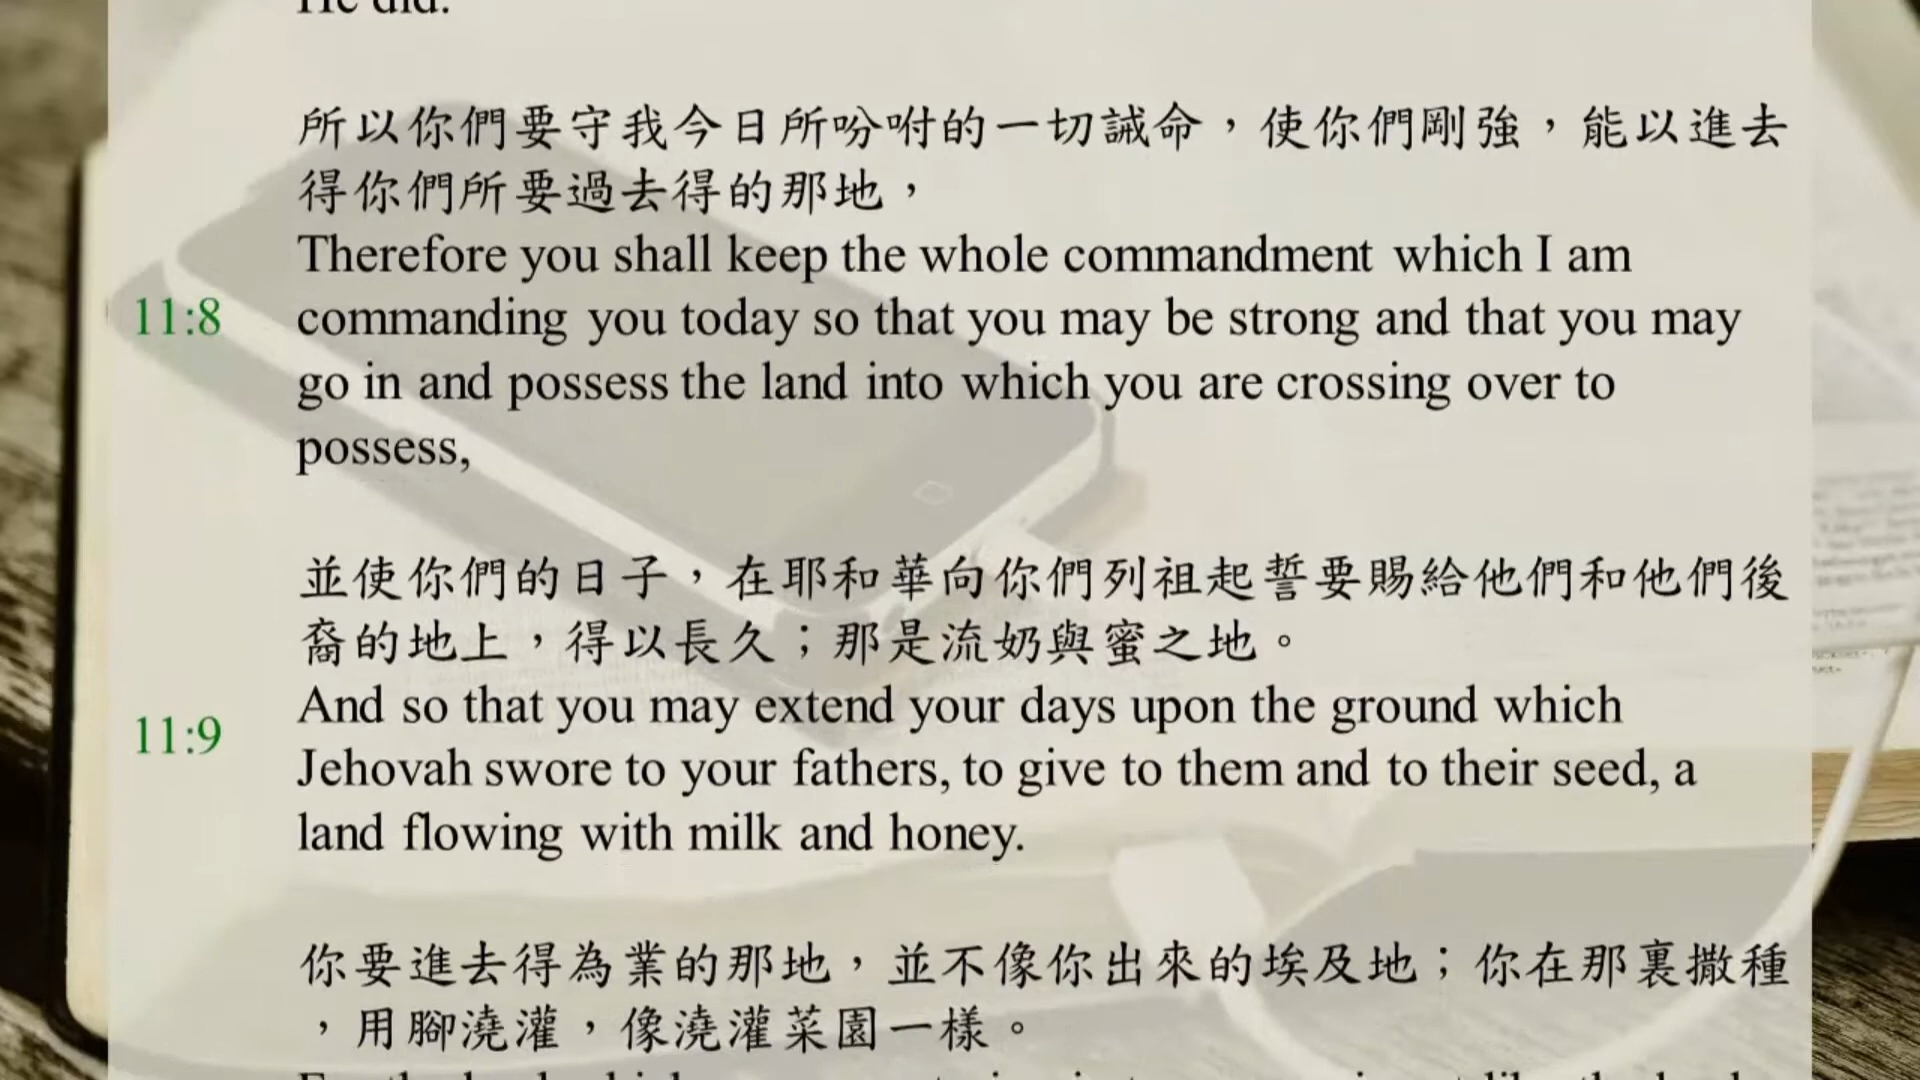 He did.
所以你們要守我今日所吩咐的一切誡命，使你們剛強，能以進去
得你們所要過去得的那地，
Therefore you shall keep the whole commandment which I am
11:8 commanding you today so that you may be strong and that you may
go in and possess the land into which you are crossing over to
possess,
並使你們的日子，在耶和華向你們列祖起誓要賜給他們和他們後
裔的地上，得以長久；那是流奶與蜜之地。
And so that you may extend your days upon the ground which
11:9
Jehovah swore to your fathers, to give to them and to their seed, a
land flowing with milk and honey.
你要進去得為業的那地，並不像你出來的埃及地；你在那裏撒種
，用腳澆灌，像澆灌菜園一樣。